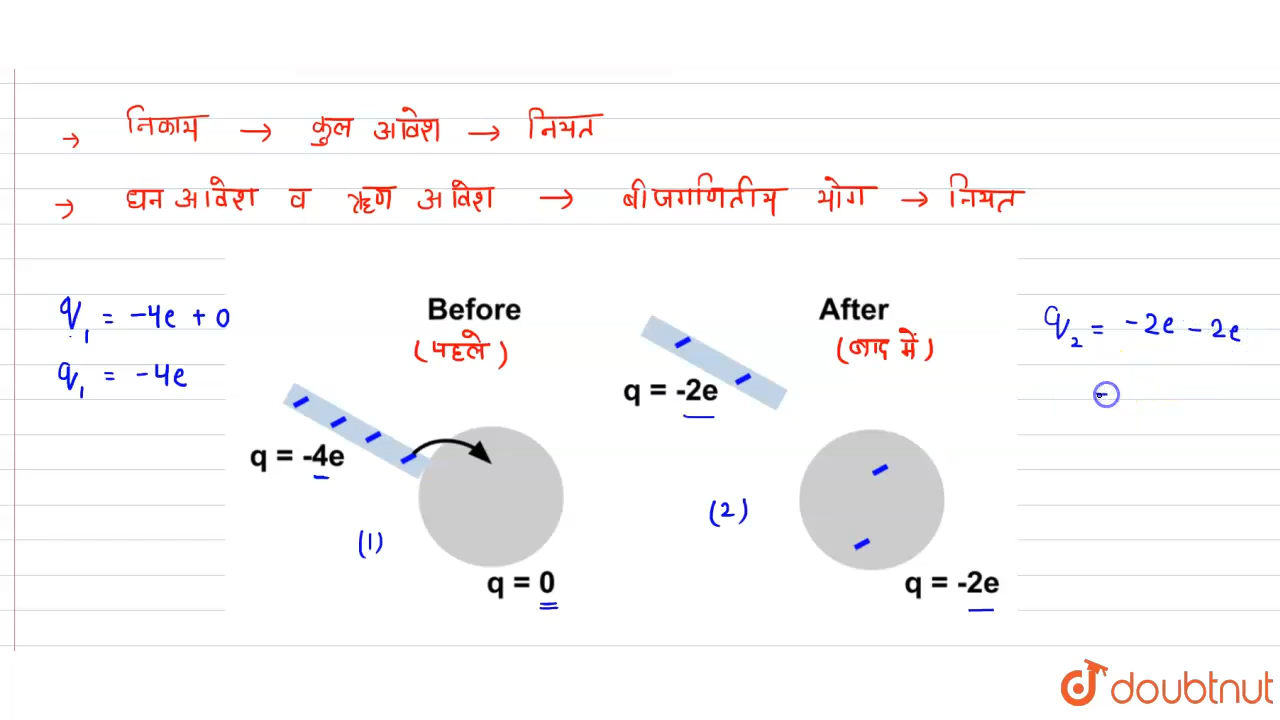 → निकाय → कुल आवेश → नियत
→ धन आवेश व ऋण आवेश → बीजगणितीय योग → नियत
Before
(पहले)
After
(बाद में)
q₁ = -4e + 0
q₁ = -4e
q = -4e
(1)
q = 0
q = -2e
(2)
q = -2e
q₂ = -2e - 2e
=
doubtnut